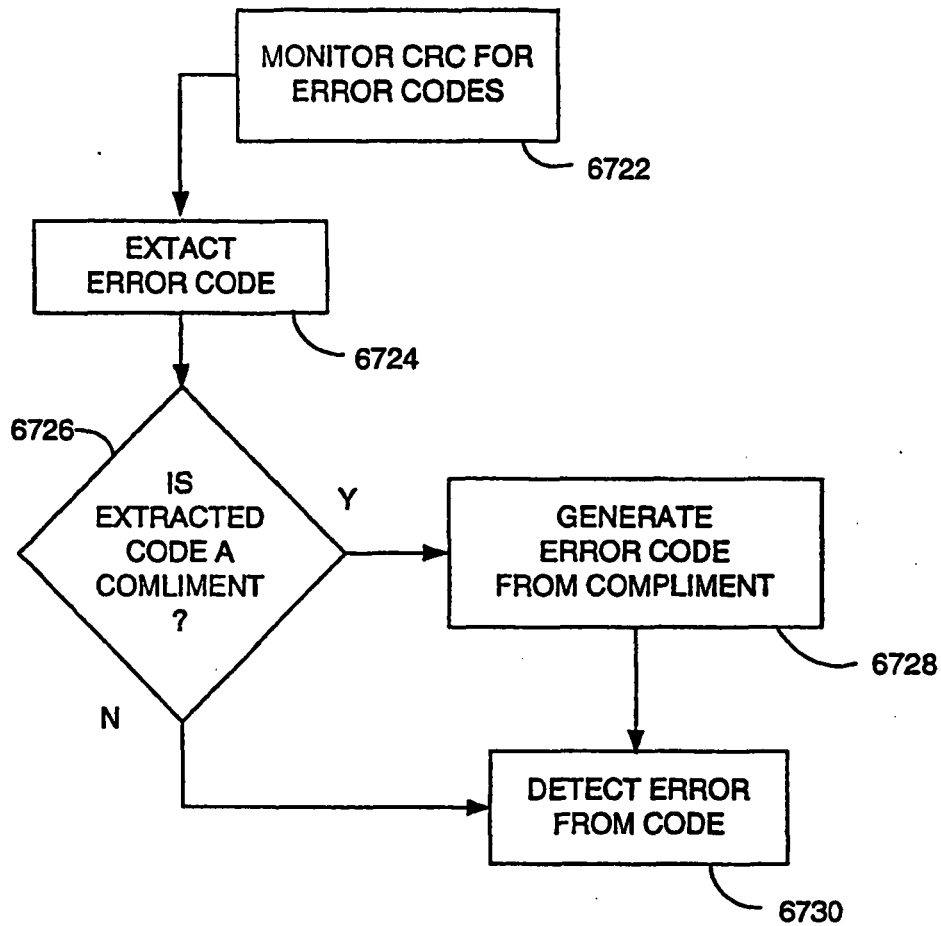 MONITOR CRC FOR
ERROR CODES
6722
EXTACT
ERROR CODE
6724
6726
IS
EXTRACTED
CODE A
COMLIMENT
?
Y
GENERATE
ERROR CODE
FROM COMPLIMENT
6728
N
DETECT ERROR
FROM CODE
6730